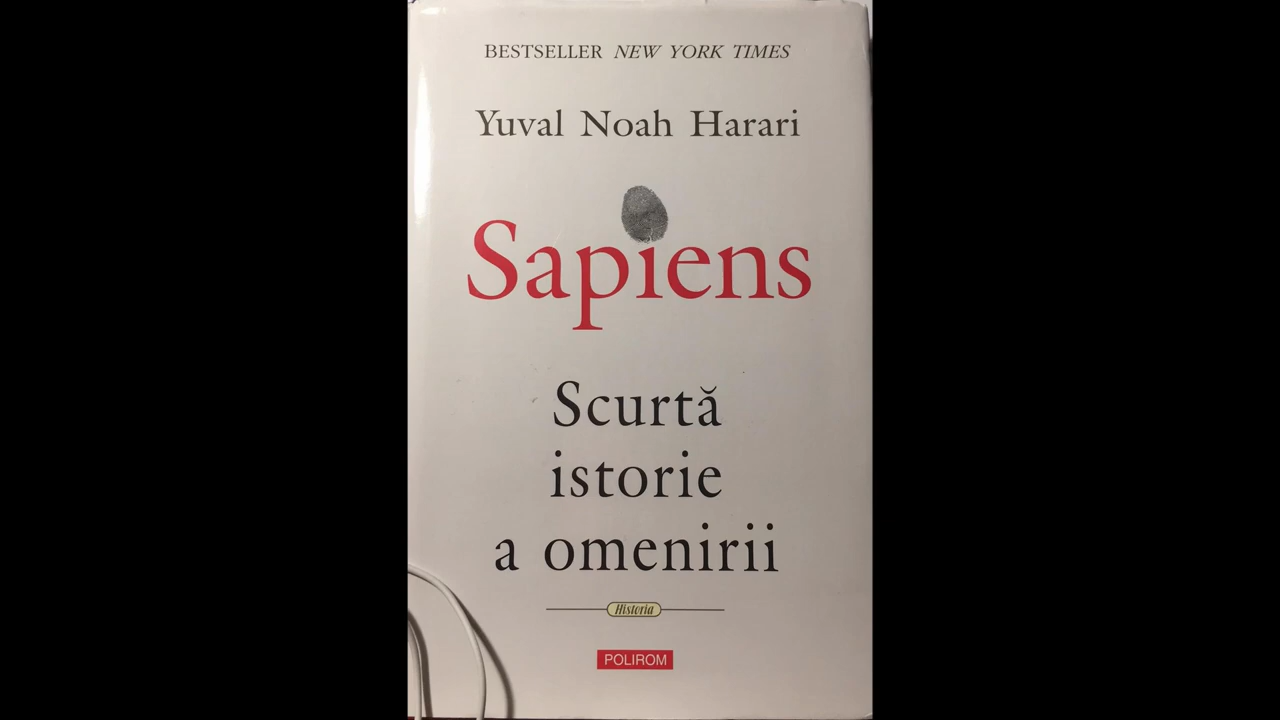 BESTSELLER NEW YORK TIMES
Yuval Noah Harari
Sapiens
Scurtă
istorie
a omenirii
Historia
POLIROM